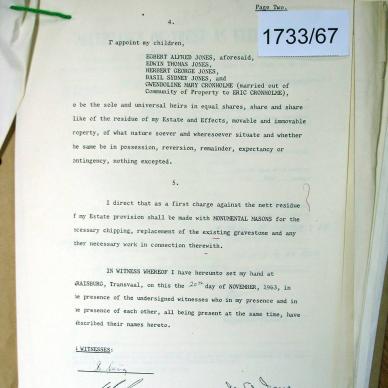 Page Two.
1733/67
4.
I appoint my children,
EGBERT ALFRED JONES, aforesaid,
EDWIN THOMAS JONES,
HERBERT GEORGE JONES,
BASIL SYDNEY JONES, and
GWENDOLINE MARY CRONHOLME (married out of
Community of Property to ERIC CRONHOLME),
o be the sole and universal heirs in equal shares, share and share
like of the residue of my Estate and Effects, movable and immovable
roperty, of what nature soever and wheresoever situate and whether
he same be in possession, reversion, remainder, expectancy or
ontingency, nothing excepted.
5.
I direct that as a first charge against the nett residue
f my Estate provision shall be made with MONUMENTAL MASONS for the
ecessary chipping, replacement of the existing gravestone and any
ther necessary work in connection therewith.
IN WITNESS WHEREOF I have hereunto set my hand at
RAISBURG, Transvaal, on this the 20th day of NOVEMBER, 1963, in
he presence of the undersigned witnesses who in my presence and in
he presence of each other, all being present at the same time, have
bscribed their names hereto.
WITNESSES: